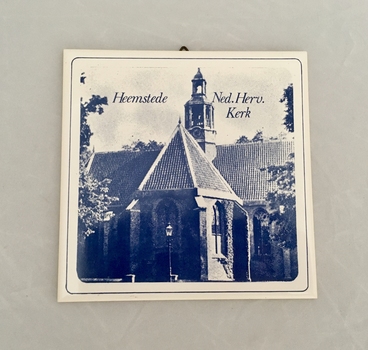 Heemstede
Ned. Herv.
Kerk